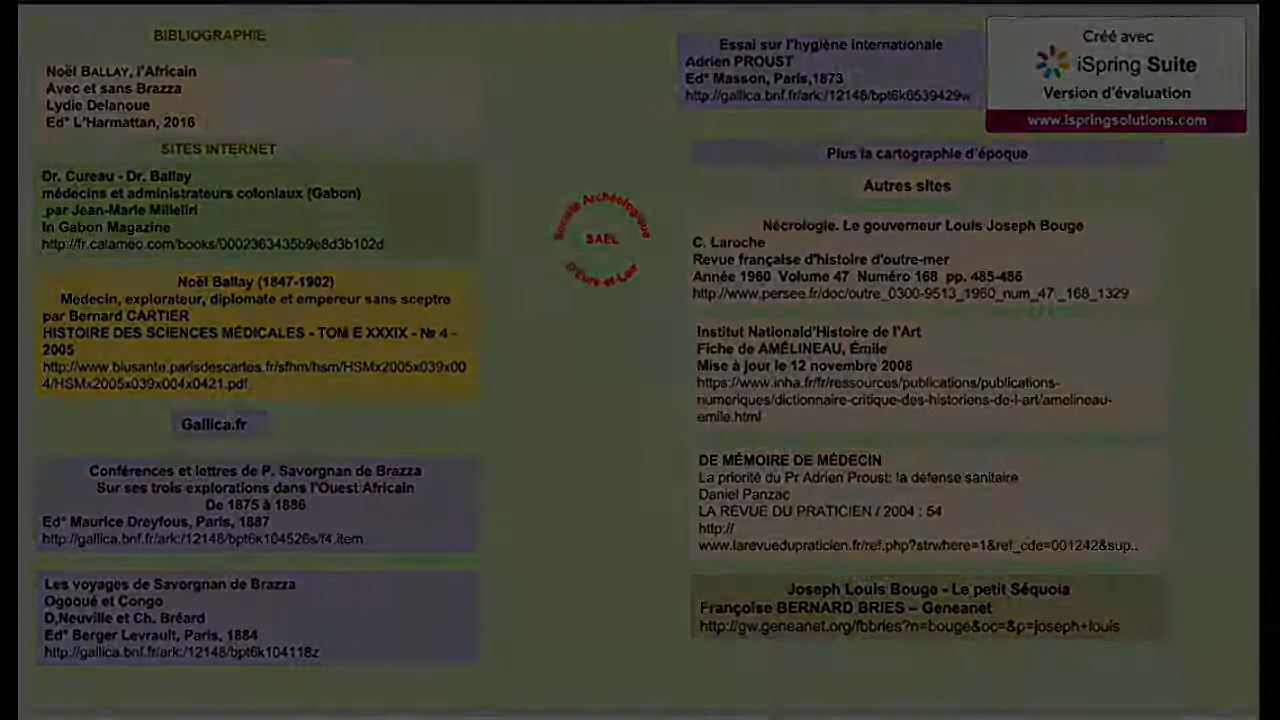 BIBLIOGRAPHIE
Noël BALLAY, l'Africain
Avec et sans Brazza
Lydie Delanoue
Ed° L'Harmattan, 2016
SITES INTERNET
Dr. Cureau - Dr. Ballay
médecins et administrateurs coloniaux (Gabon)
par Jean-Marie Milleliri
In Gabon Magazine
http://fr.calameo.com/books/0002363435b9e8d3b102d
Noël Ballay (1847-1902)
Médecin, explorateur, diplomate et empereur sans sceptre
par Bernard CARTIER
HISTOIRE DES SCIENCES MÉDICALES - TOM E XXXIX - № 4 -
2005
http://www.biusante.parisdescartes.fr/sfhm/hsm/HSMx2005x039x00
4/HSMx2005x039x004x0421.pdf
Gallica.fr
Conférences et lettres de P. Savorgnan de Brazza
Sur ses trois explorations dans l'Ouest Africain
De 1875 à 1886
Ed° Maurice Dreyfous, Paris, 1887
http://gallica.bnf.fr/ark:/12148/bpt6k104526s/f4.item
Les voyages de Savorgnan de Brazza
Ogooué et Congo
D,Neuville et Ch. Bréard
Ed° Berger Levrault, Paris, 1884
http://gallica.bnf.fr/ark:/12148/bpt6k104118z
Société Archéologique
SAEL
D'Eure-et-Loir
Essai sur l'hygiène internationale
Adrien PROUST
Ed° Masson, Paris,1873
http://gallica.bnf.fr/ark:/12148/bpt6k6539429w
Créé avec
iSpring Suite
Version d'évaluation
www.ispringsolutions.com
Plus la cartographie d'époque
Autres sites
Nécrologie. Le gouverneur Louis Joseph Bouge
C. Laroche
Revue française d'histoire d'outre-mer
Année 1960 Volume 47 Numéro 168 pp. 485-486
http://www.persee.fr/doc/outre_0300-9513_1960_num_47_168_1329
Institut Nationald'Histoire de l'Art
Fiche de AMÉLINEAU, Émile
Mise à jour le 12 novembre 2008
https://www.inha.fr/fr/ressources/publications/publications-
numeriques/dictionnaire-critique-des-historiens-de-l-art/amelineau-
emile.html
DE MÉMOIRE DE MÉDECIN
La priorité du Pr Adrien Proust: la défense sanitaire
Daniel Panzac
LA REVUE DU PRATICIEN / 2004 : 54
http://
www.larevuedupraticien.fr/ref.php?strwhere=1&ref_cde=001242&sup..
Joseph Louis Bouge - Le petit Séquoia
Françoise BERNARD BRIES – Geneanet
http://gw.geneanet.org/fbbries?n=bouge&oc=&p=joseph+louis